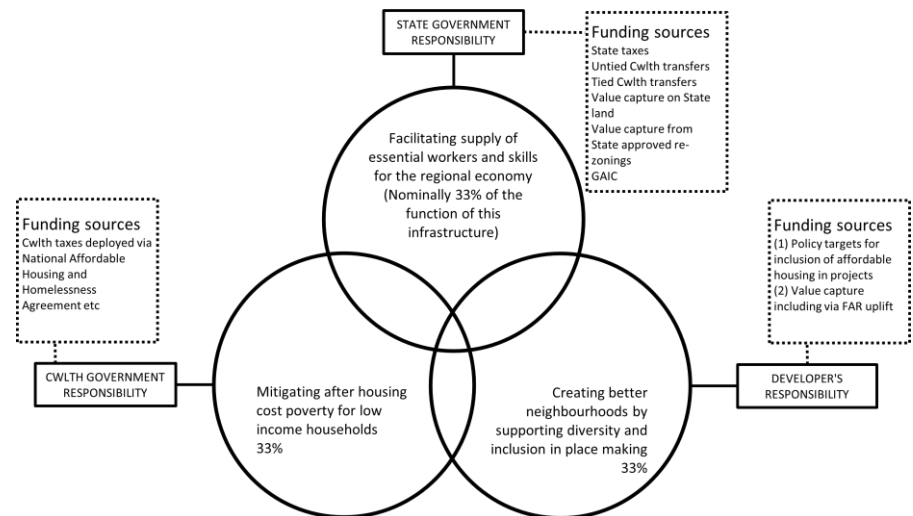 STATE GOVERNMENT
RESPONSIBILITY
Funding sources
State taxes
Untied Cwlth transfers
Tied Cwlth transfers
Value capture on State
land
Value capture from
State approved re-
zonings
GAIC
Facilitating supply of
essential workers and skills
for the regional economy
(Nominally 33% of the
function of this
infrastructure)
Funding sources
Cwlth taxes deployed via
National Affordable
Housing and
Homelessness
Agreement etc
CWLTH GOVERNMENT
RESPONSIBILITY
Mitigating after housing
cost poverty for low
income households
33%
Funding sources
(1) Policy targets for
inclusion of affordable
housing in projects
(2) Value capture
including via FAR uplift
DEVELOPER'S
RESPONSIBILITY
Creating better
neighbourhoods by
supporting diversity and
inclusion in place making
33%